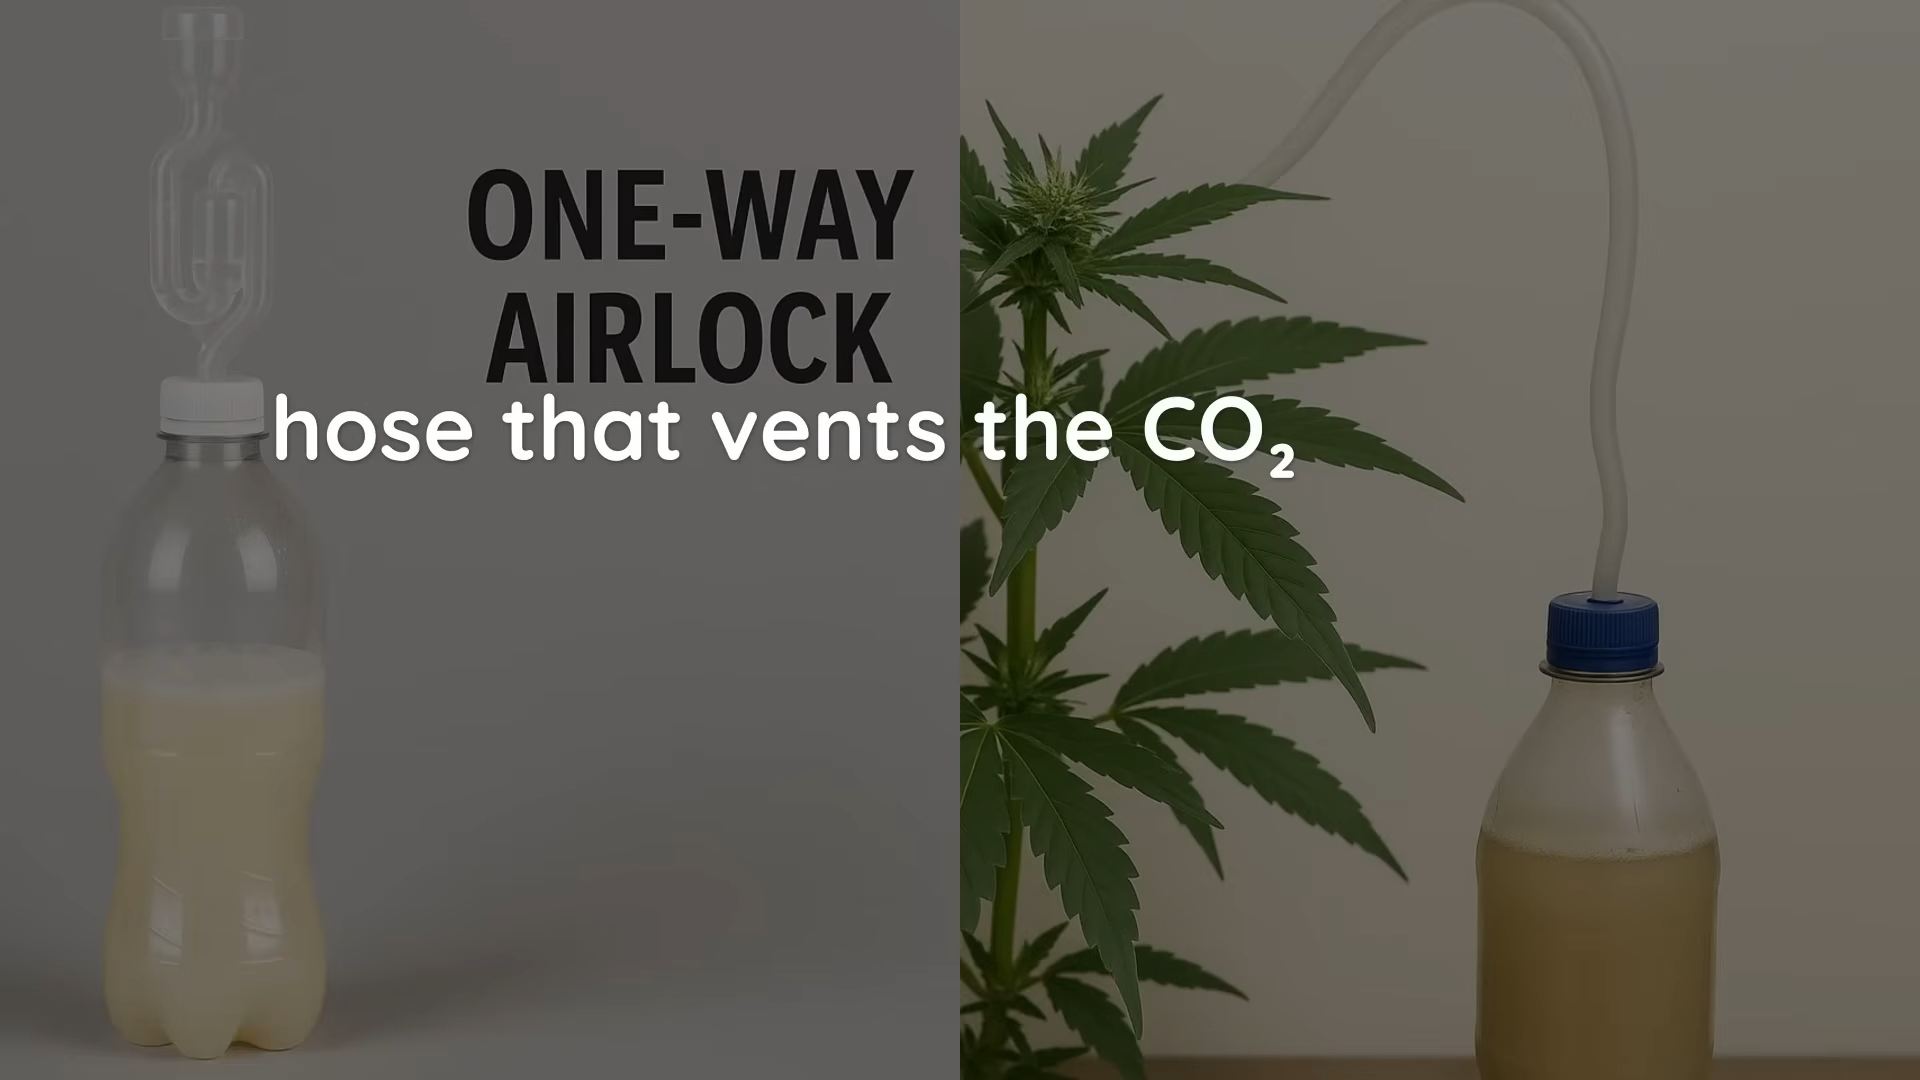 ONE-WAY
AIRLOCK
hose that vents the CO₂